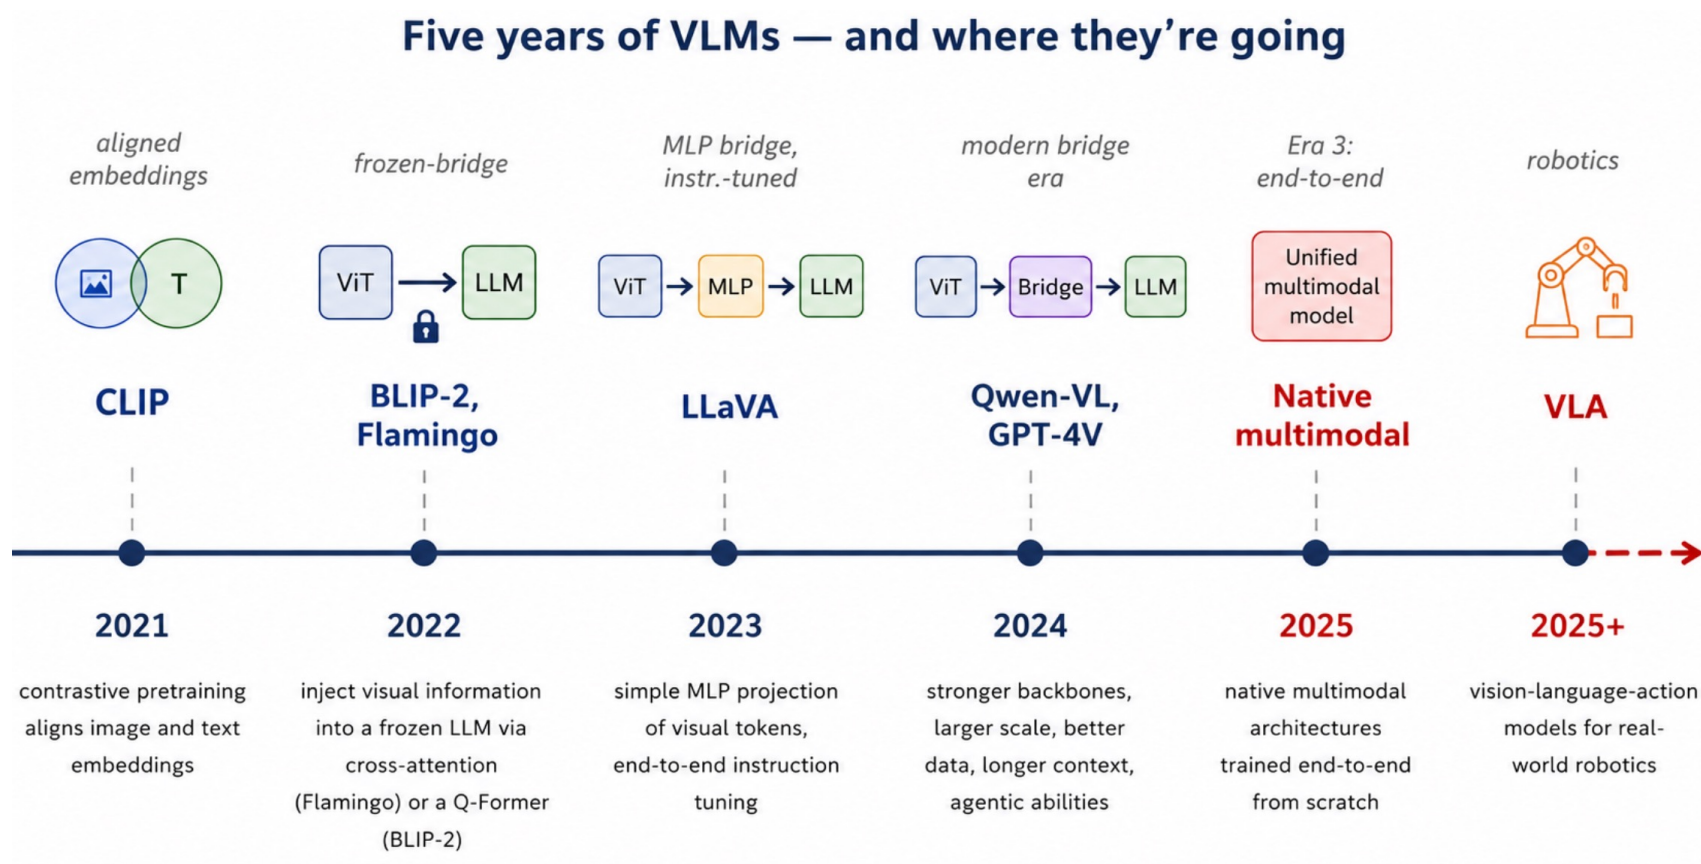 Five years of VLMs — and where they’re going
aligned
embeddings
frozen-bridge
MLP bridge,
instr.-tuned
modern bridge
era
Era 3:
end-to-end
robotics
T
ViT
LLM
ViT
MLP
LLM
ViT
Bridge
LLM
Unified
multimodal
model
CLIP
BLIP-2,
Flamingo
LLaVA
Qwen-VL,
GPT-4V
Native
multimodal
VLA
2021
2022
2023
2024
2025
2025+
contrastive pretraining
aligns image and text
embeddings
inject visual information
into a frozen LLM via
cross-attention
(Flamingo) or a Q-Former
(BLIP-2)
simple MLP projection
of visual tokens,
end-to-end instruction
tuning
stronger backbones,
larger scale, better
data, longer context,
agentic abilities
native multimodal
architectures
trained end-to-end
from scratch
vision-language-action
models for real-
world robotics